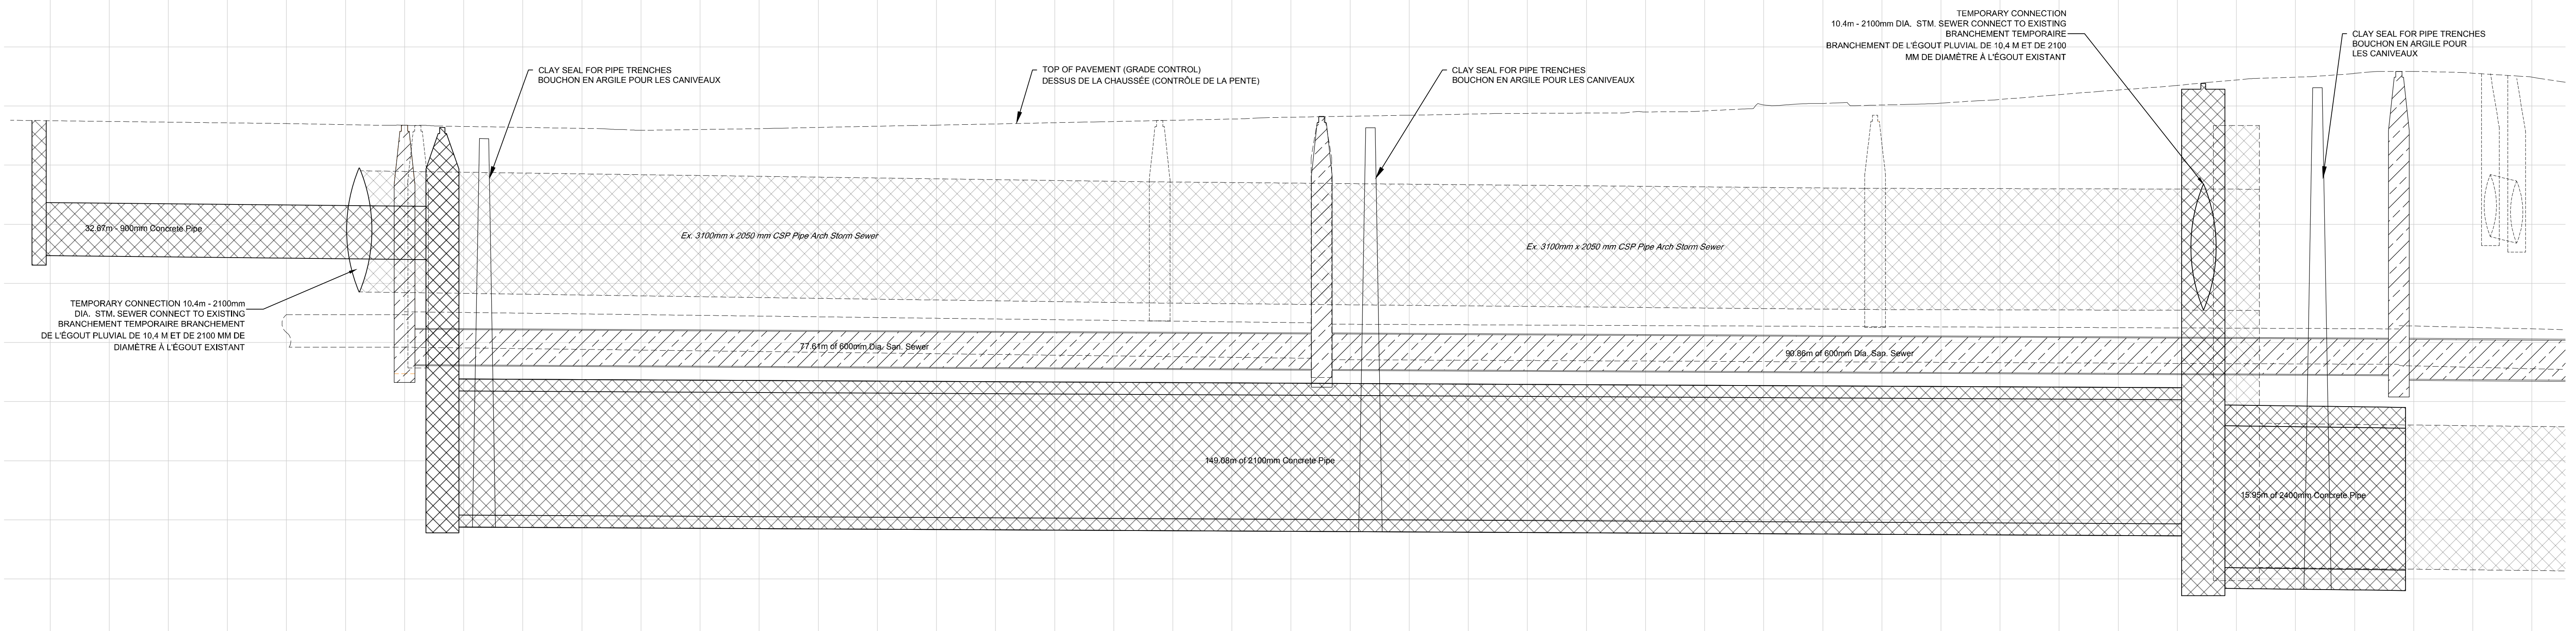 TEMPORARY CONNECTION
10.4m - 2100mm DIA. STM. SEWER CONNECT TO EXISTING
BRANCHEMENT TEMPORAIRE
BRANCHEMENT DE L'ÉGOUT PLUVIAL DE 10,4 M ET DE 2100
MM DE DIAMÈTRE À L'ÉGOUT EXISTANT
CLAY SEAL FOR PIPE TRENCHES
BOUCHON EN ARGILE POUR
LES CANIVEAUX
CLAY SEAL FOR PIPE TRENCHES
BOUCHON EN ARGILE POUR LES CANIVEAUX
TOP OF PAVEMENT (GRADE CONTROL)
DESSUS DE LA CHAUSSÉE (CONTRÔLE DE LA PENTE)
CLAY SEAL FOR PIPE TRENCHES
BOUCHON EN ARGILE POUR LES CANIVEAUX
32.67m - 900mm Concrete Pipe
Ex. 3100mm x 2050 mm CSP Pipe Arch Storm Sewer
Ex. 3100mm x 2050 mm CSP Pipe Arch Storm Sewer
TEMPORARY CONNECTION 10.4m - 2100mm
DIA. STM. SEWER CONNECT TO EXISTING
BRANCHEMENT TEMPORAIRE BRANCHEMENT
DE L'ÉGOUT PLUVIAL DE 10,4 M ET DE 2100 MM DE
DIAMÈTRE À L'ÉGOUT EXISTANT
77.61m of 600mm Dia. San. Sewer
90.86m of 600mm Dia. San. Sewer
149.08m of 2100mm Concrete Pipe
15.95m of 2400mm Concrete Pipe